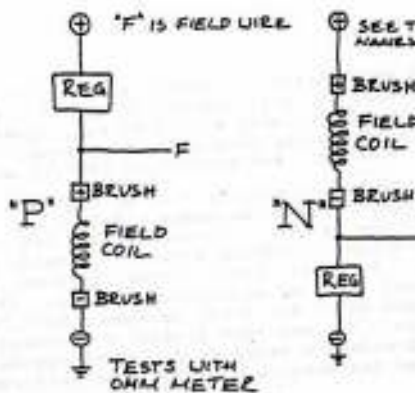 "F" IS FIELD WIRE
REG
F
"P"
+ BRUSH
FIELD
COIL
- BRUSH
TESTS WITH
OHM METER
SEE
+ BRUSH
FIELD
COIL
"N"
- BRUSH
REG